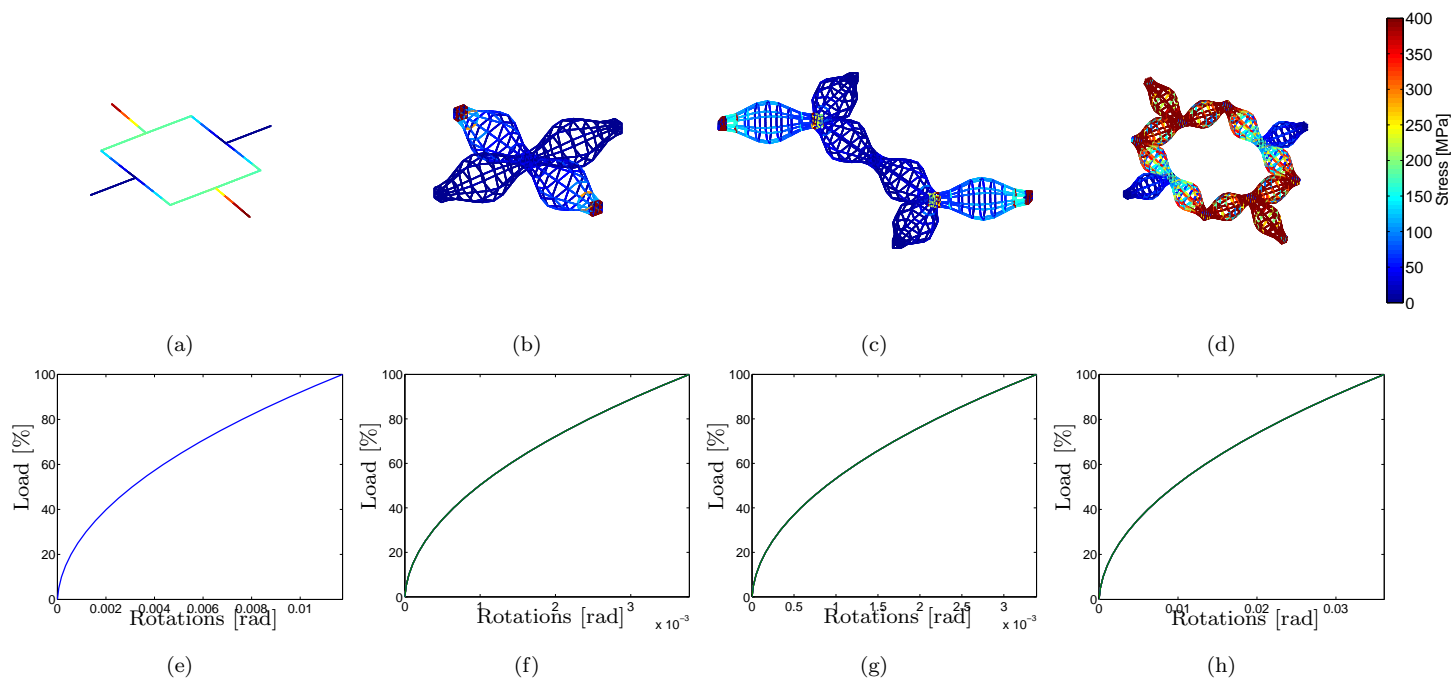 400
350
300
250
200
150
100
50
0
Stress [MPa]
(a)
(b)
(c)
(d)
100
80
60
40
20
0
Load [%]
0
0.002
0.004
0.006
0.008
0.01
Rotations [rad]
100
80
60
40
20
0
Load [%]
0
1
2
3
x 10⁻³
Rotations [rad]
100
80
60
40
20
0
Load [%]
0
0.5
1
1.5
2
2.5
3
x 10⁻³
Rotations [rad]
100
80
60
40
20
0
Load [%]
0
0.01
0.02
0.03
Rotations [rad]
(e)
(f)
(g)
(h)